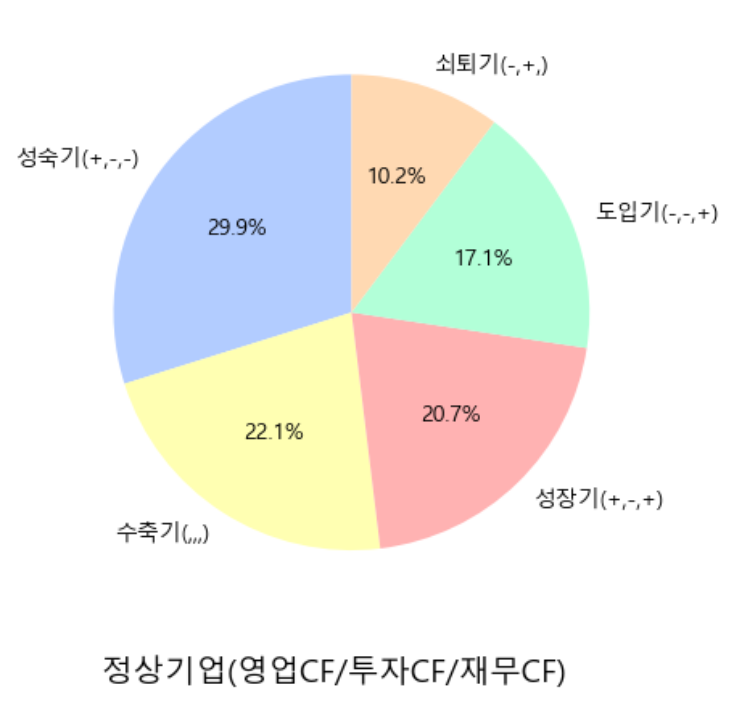 쇠퇴기(-,+,)
성숙기(+,-,-)
10.2%
도입기(-,-,+)
29.9%
17.1%
20.7%
22.1%
성장기(+,-,+)
수축기(,,,)
정상기업(영업CF/투자CF/재무CF)